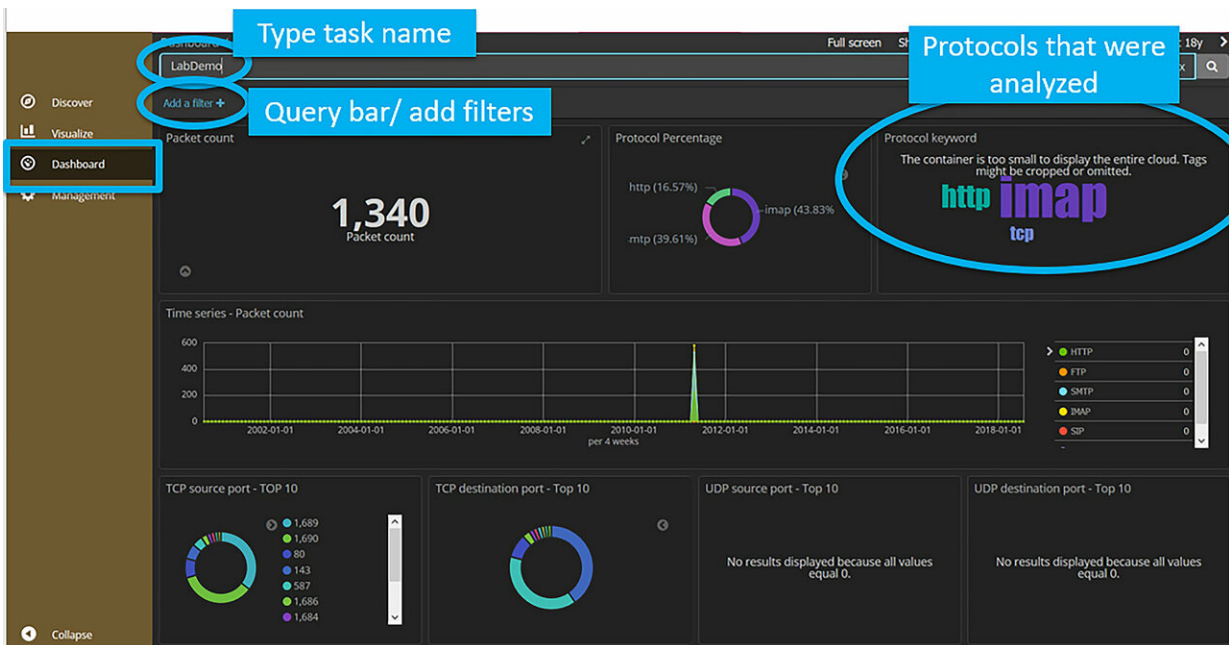 Type task name
Full screen
Protocols that were
analyzed
18y
LabDemo
x
Discover
Visualize
Dashboard
Management
Collapse
Add a filter +
Query bar/ add filters
Packet count
1,340
Packet count
Protocol Percentage
http (16.57%)
imap (43.83%
.mtp (39.61%)
Protocol keyword
The container is too small to display the entire cloud. Tags
might be cropped or omitted.
http imap
tcp
Time series - Packet count
600
400
200
0
2002-01-01 2004-01-01 2006-01-01 2008-01-01 2010-01-01 2012-01-01 2014-01-01 2016-01-01 2018-01-01
per 4 weeks
HTTP 0
FTP 0
SMTP 0
IMAP 0
SIP 0
TCP source port - TOP 10
1,689
1,690
80
143
587
1,686
1,684
TCP destination port - Top 10
UDP source port - Top 10
No results displayed because all values
equal 0.
UDP destination port - Top 10
No results displayed because all values
equal 0.